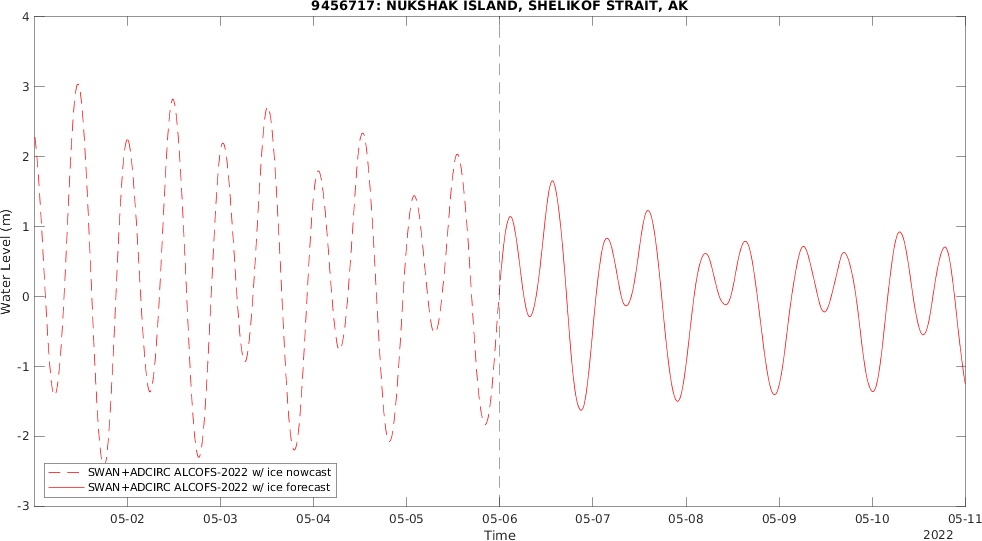 9456717: NUKSHAK ISLAND, SHELIKOF STRAIT, AK
4
3
2
1
0
-1
-2
-3
Water Level (m)
SWAN+ADCIRC ALCOFS-2022 w/ ice nowcast
SWAN+ADCIRC ALCOFS-2022 w/ ice forecast
05-02 05-03 05-04 05-05 05-06 05-07 05-08 05-09 05-10 05-11
Time
2022